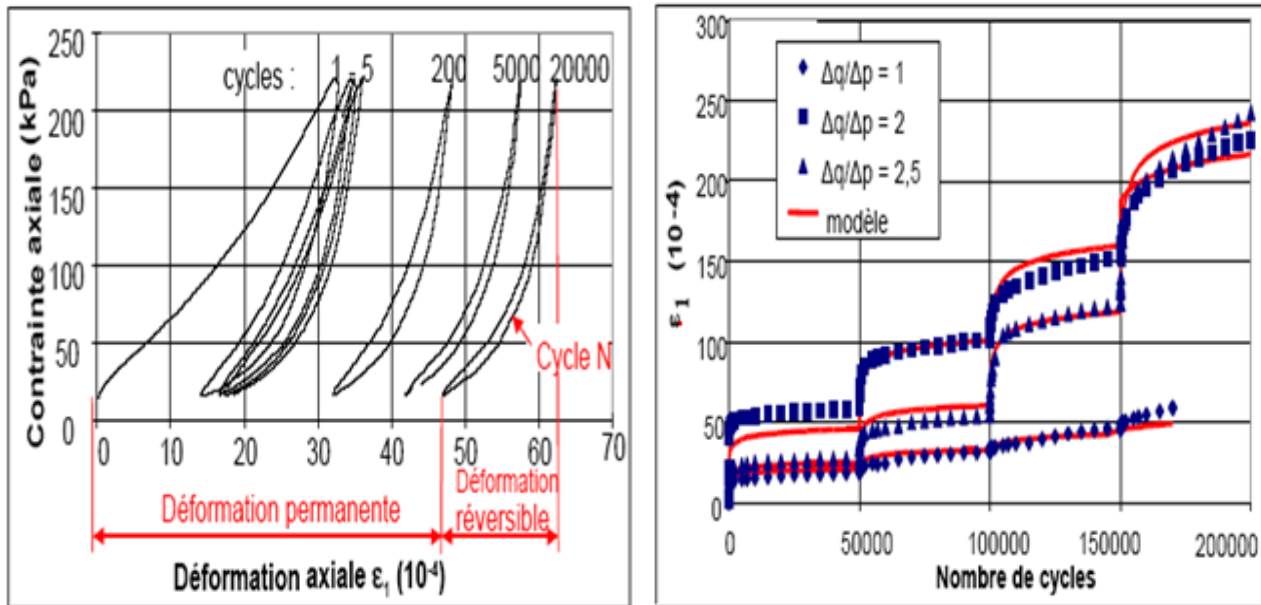 Contrainte axiale (kPa)
250
200
150
100
50
0
cycles : 1 - 5 200 5000 20000
Cycle N
0 10 20 30 40 50 60 70
Déformation permanente
Déformation
réversible
Déformation axiale ε₁ (10⁻⁴)
ε₁ (10-4)
300
250
200
150
100
50
0
Δq/Δp = 1
Δq/Δp = 2
Δq/Δp = 2,5
modèle
0 50000 100000 150000 200000
Nombre de cycles